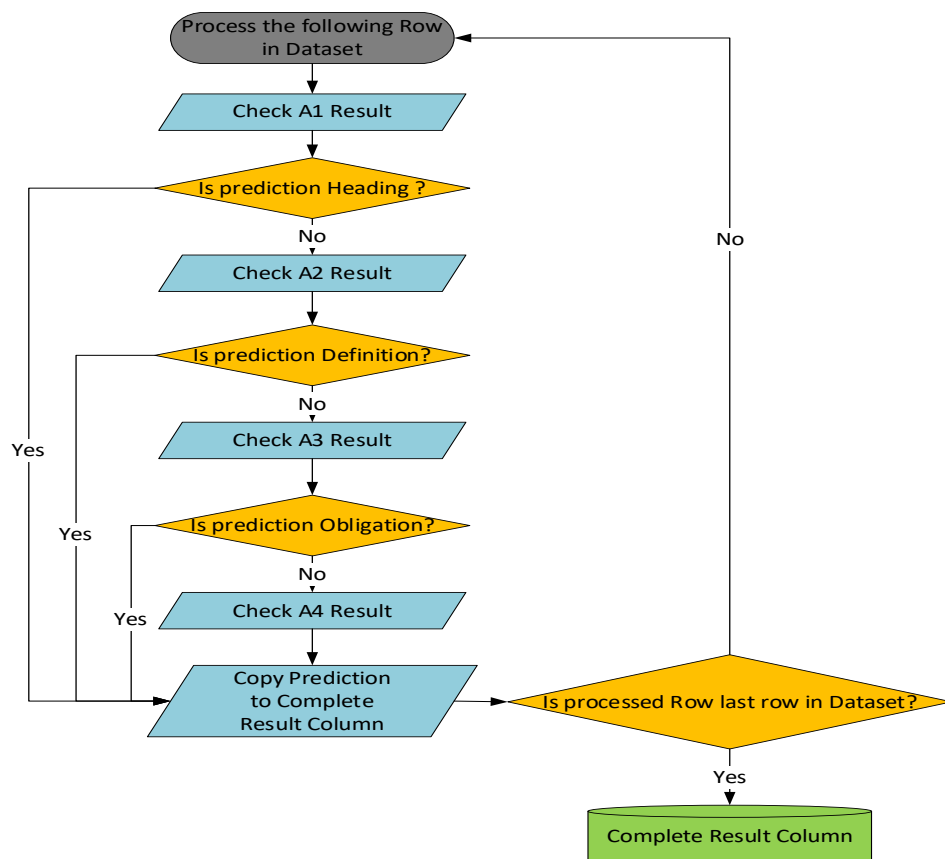 Process the following Row
in Dataset
Check A1 Result
Is prediction Heading ?
No
No
Check A2 Result
Is prediction Definition?
No
Check A3 Result
Yes
Is prediction Obligation?
Yes
No
Check A4 Result
Yes
Copy Prediction
to Complete
Result Column
Is processed Row last row in Dataset?
Yes
Complete Result Column